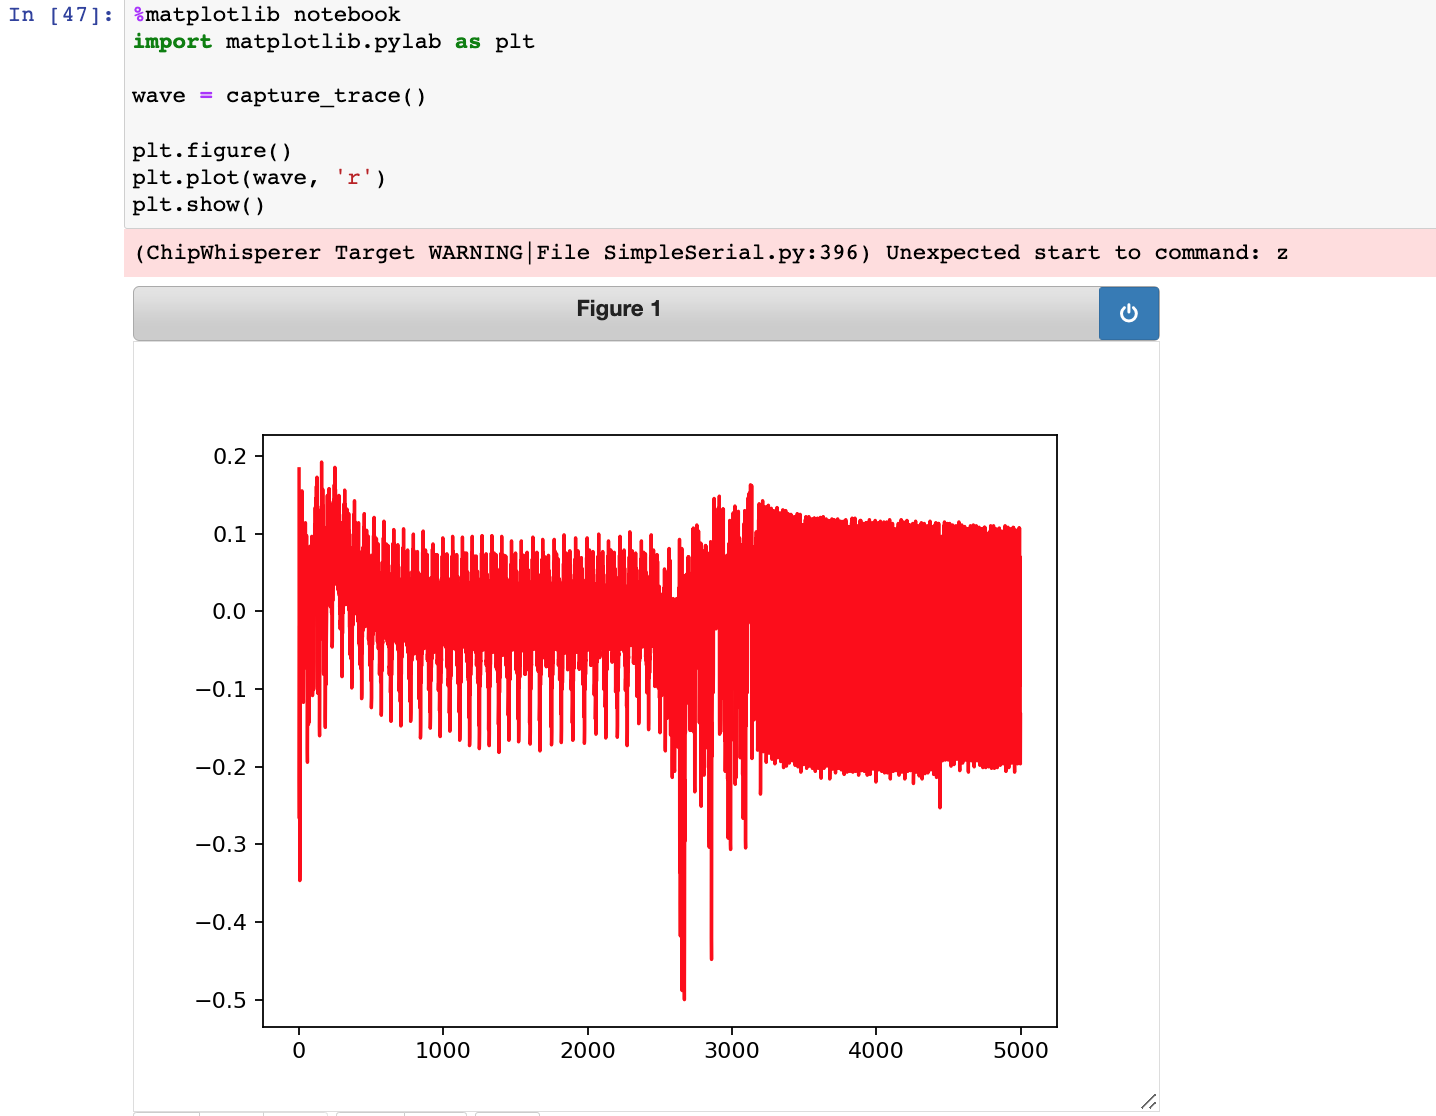 In [47]:
%matplotlib notebook
import matplotlib.pylab as plt
wave = capture_trace()
plt.figure()
plt.plot(wave, 'r')
plt.show()
(ChipWhisperer Target WARNING|File SimpleSerial.py:396) Unexpected start to command: z
Figure 1
0.2
0.1
0.0
−0.1
−0.2
−0.3
−0.4
−0.5
0 1000 2000 3000 4000 5000